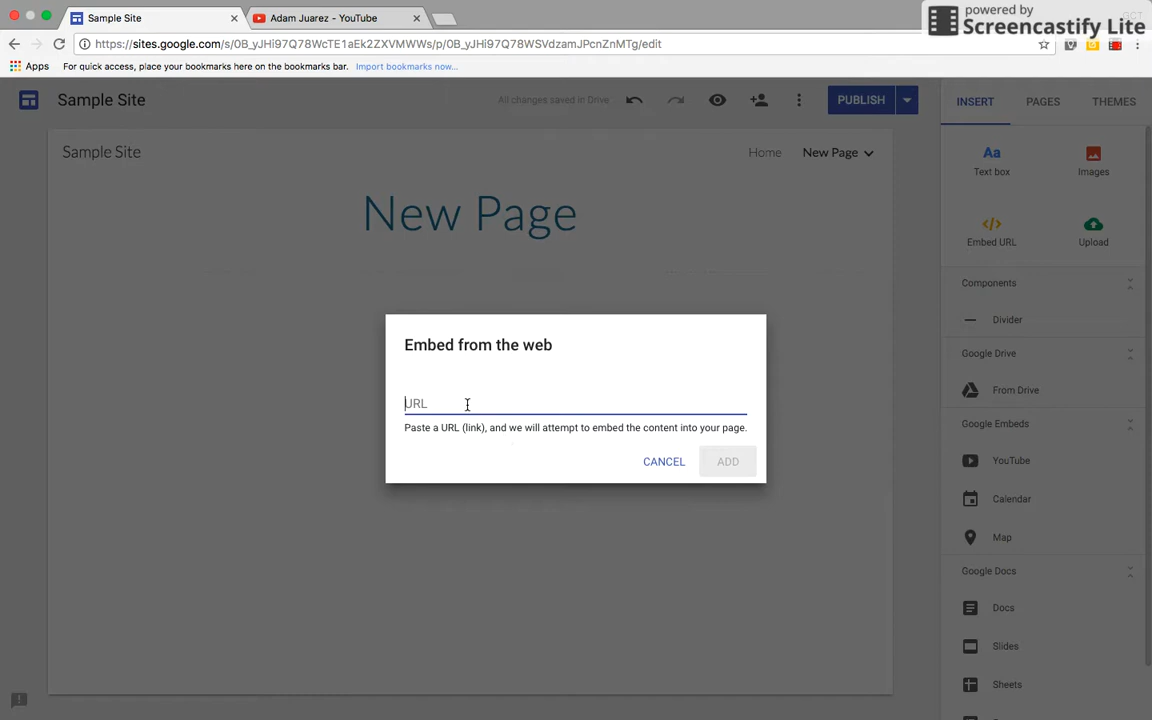 Sample Site
Adam Juarez - YouTube
powered by
Screencastify Lite
https://sites.google.com/s/0B_yJHi97Q78WcTE1aEk2ZXVMWWs/p/0B_yJHi97Q78WSVdzamJPcnZnMTg/edit
Apps
For quick access, place your bookmarks here on the bookmarks bar.
Import bookmarks now...
Sample Site
All changes saved in Drive
PUBLISH
INSERT
PAGES
THEMES
Sample Site
Home
New Page
New Page
Aa
Text box
Images
Embed URL
Upload
Components
Divider
Google Drive
From Drive
Google Embeds
YouTube
Calendar
Map
Google Docs
Docs
Slides
Sheets
Embed from the web
URL
Paste a URL (link), and we will attempt to embed the content into your page.
CANCEL
ADD